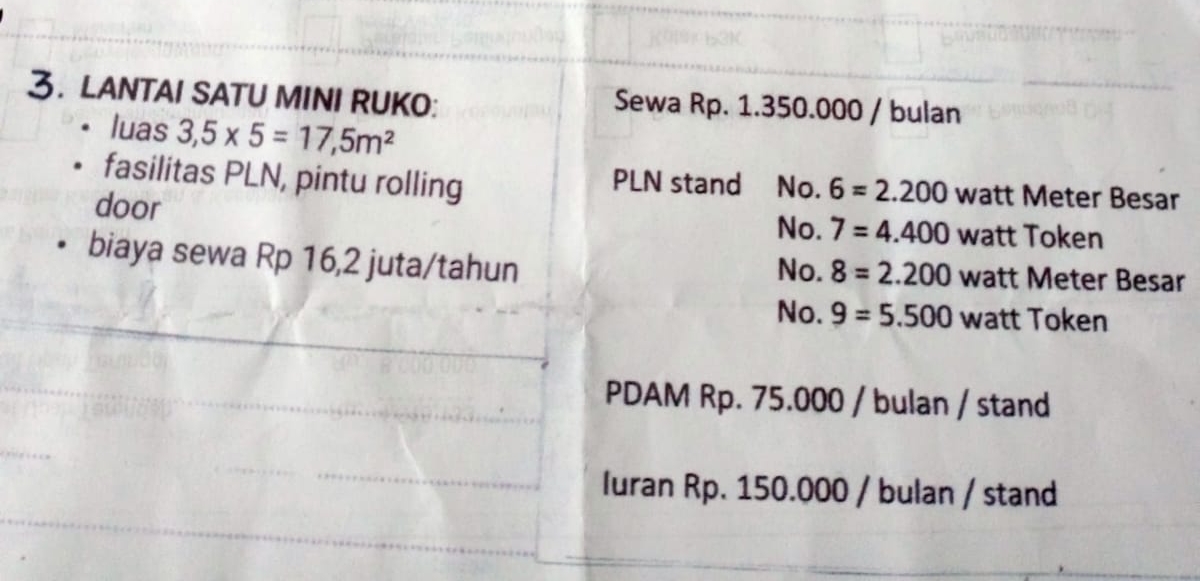 3. LANTAI SATU MINI RUKO:
• luas 3,5 x 5 = 17,5m²
• fasilitas PLN, pintu rolling
door
• biaya sewa Rp 16,2 juta/tahun
Sewa Rp. 1.350.000 / bulan
PLN stand No. 6 = 2.200 watt Meter Besar
No. 7 = 4.400 watt Token
No. 8 = 2.200 watt Meter Besar
No. 9 = 5.500 watt Token
PDAM Rp. 75.000 / bulan / stand
Iuran Rp. 150.000 / bulan / stand